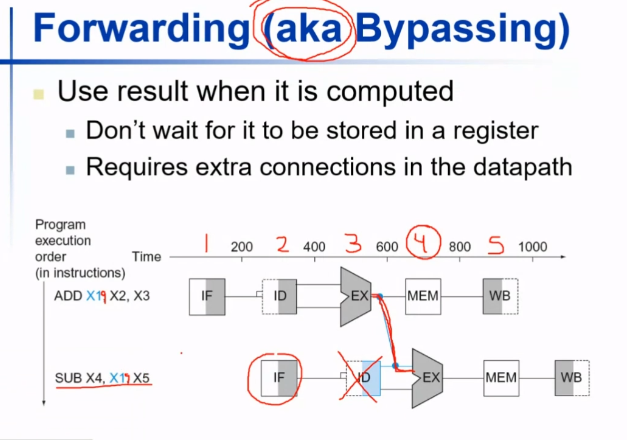 Forwarding (aka Bypassing)
Use result when it is computed
Don't wait for it to be stored in a register
Requires extra connections in the datapath
Program
execution
order
(in instructions)
Time
1 200 2 400 3 600 4 800 5 1000
ADD X19 X2, X3
IF ID EX MEM WB
SUB X4, X19 X5
IF ID EX MEM WB